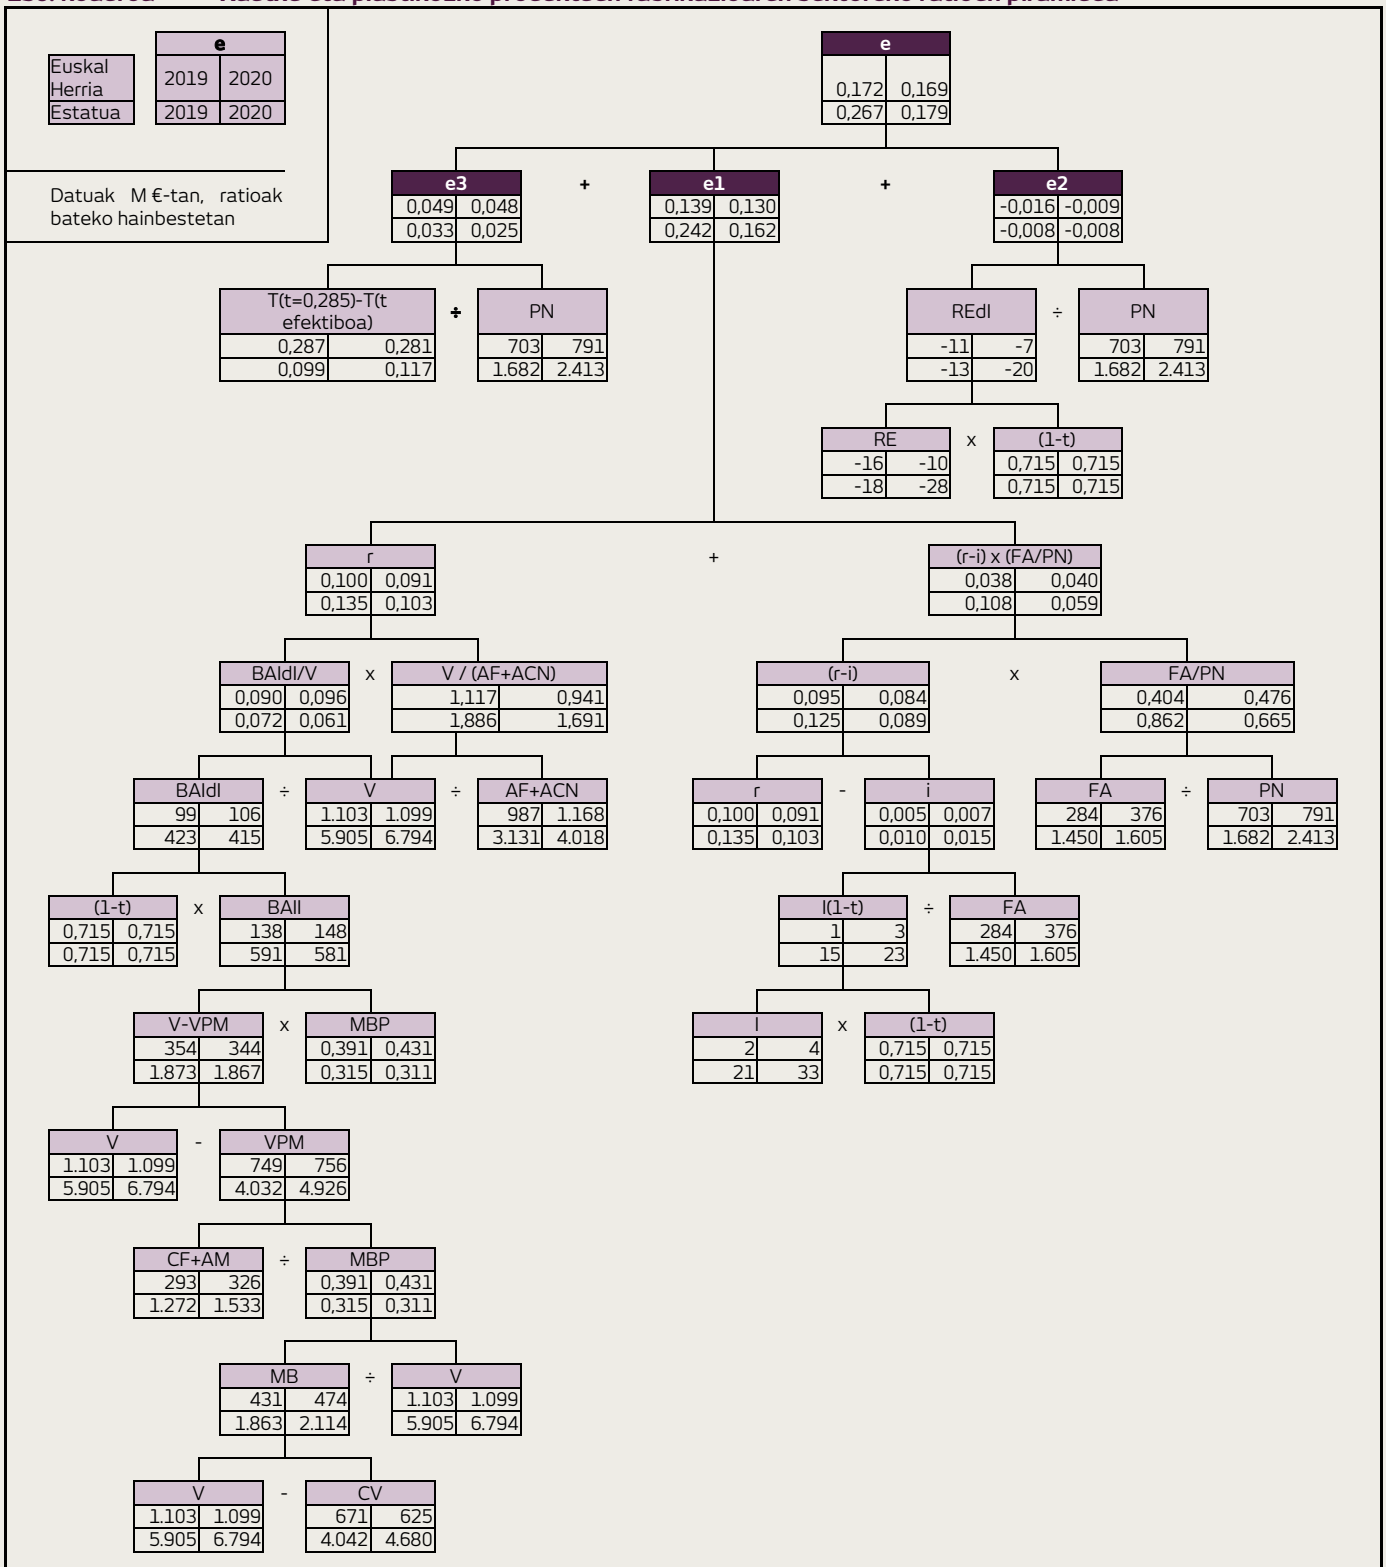 koadroa eta plastikozko produktuen fabrikazioaren sektoreko ratioen piramidea
e
Euskal
Herria 2019 2020
Estatua 2019 2020
Datuak M €-tan, ratioak
bateko hainbestetan
e
0,172 0,169
0,267 0,179
e3 + e1 + e2
0,049 0,048 0,139 0,130 -0,016 -0,009
0,033 0,025 0,242 0,162 -0,008 -0,008
T(t=0,285)-T(t
efektiboa) ÷ PN REdI ÷ PN
0,287 0,281 703 791 -11 -7 703 791
0,099 0,117 1.682 2.413 -13 -20 1.682 2.413
RE x (1-t)
-16 -10 0,715 0,715
-18 -28 0,715 0,715
r + (r-i) x (FA/PN)
0,100 0,091 0,038 0,040
0,135 0,103 0,108 0,059
BAIdI/V x V / (AF+ACN) (r-i) x FA/PN
0,090 0,096 1,117 0,941 0,095 0,084 0,404 0,476
0,072 0,061 1,886 1,691 0,125 0,089 0,862 0,665
BAIdI ÷ V ÷ AF+ACN r - i FA ÷ PN
99 106 1.103 1.099 987 1.168 0,100 0,091 0,005 0,007 284 376 703 791
423 415 5.905 6.794 3.131 4.018 0,135 0,103 0,010 0,015 1.450 1.605 1.682 2.413
(1-t) x BAII I(1-t) ÷ FA
0,715 0,715 138 148 1 3 284 376
0,715 0,715 591 581 15 23 1.450 1.605
V-VPM x MBP I x (1-t)
354 344 0,391 0,431 2 4 0,715 0,715
1.873 1.867 0,315 0,311 21 33 0,715 0,715
V - VPM
1.103 1.099 749 756
5.905 6.794 4.032 4.926
CF+AM ÷ MBP
293 326 0,391 0,431
1.272 1.533 0,315 0,311
MB ÷ V
431 474 1.103 1.099
1.863 2.114 5.905 6.794
V - CV
1.103 1.099 671 625
5.905 6.794 4.042 4.680